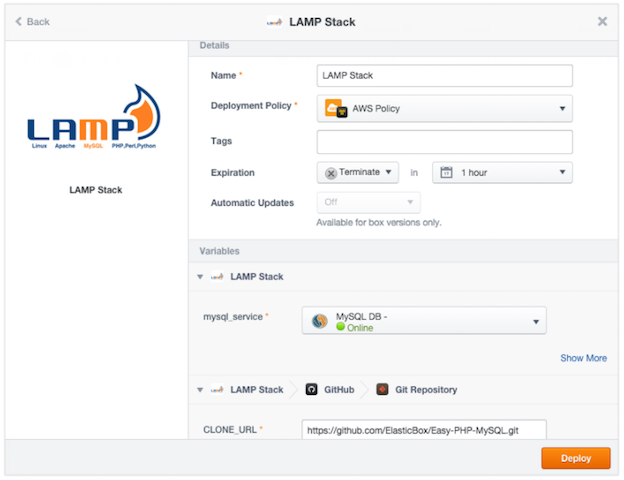 Back
LAMP Stack
Details
LAMP
Linux Apache MySQL PHP,Perl,Python
LAMP Stack
Name *
LAMP Stack
Deployment Policy *
AWS Policy
Tags
Expiration
Terminate
in
1 hour
Automatic Updates
Off
Available for box versions only.
Variables
LAMP Stack
mysql_service *
MySQL DB -
Online
Show More
LAMP Stack
GitHub
Git Repository
CLONE_URL *
https://github.com/ElasticBox/Easy-PHP-MySQL.git
Deploy